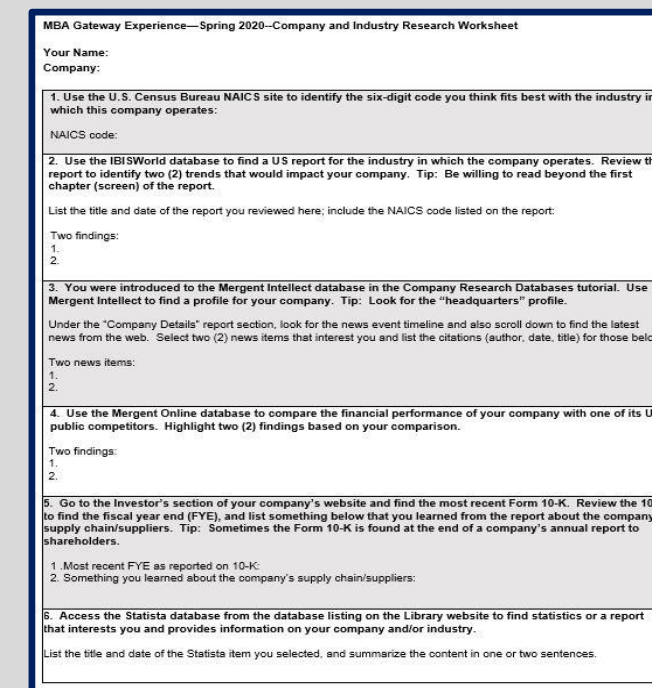 MBA Gateway Experience—Spring 2020--Company and Industry Research Worksheet
Your Name:
Company:
1. Use the U.S. Census Bureau NAICS site to identify the six-digit code you think fits best with the industry in
which this company operates:
NAICS code:
2. Use the IBISWorld database to find a US report for the industry in which the company operates. Review th
report to identify two (2) trends that would impact your company. Tip: Be willing to read beyond the first
chapter (screen) of the report.
List the title and date of the report you reviewed here; include the NAICS code listed on the report:
Two findings:
1.
2.
3. You were introduced to the Mergent Intellect database in the Company Research Databases tutorial. Use
Mergent Intellect to find a profile for your company. Tip: Look for the “headquarters” profile.
Under the “Company Details” report section, look for the news event timeline and also scroll down to find the latest
news from the web. Select two (2) news items that interest you and list the citations (author, date, title) for those belo
Two news items:
1.
2.
4. Use the Mergent Online database to compare the financial performance of your company with one of its U
public competitors. Highlight two (2) findings based on your comparison.
Two findings:
1.
2.
5. Go to the Investor’s section of your company’s website and find the most recent Form 10-K. Review the 10
to find the fiscal year end (FYE), and list something below that you learned from the report about the company
supply chain/suppliers. Tip: Sometimes the Form 10-K is found at the end of a company’s annual report to
shareholders.
1 .Most recent FYE as reported on 10-K:
2. Something you learned about the company’s supply chain/suppliers:
6. Access the Statista database from the database listing on the Library website to find statistics or a report
that interests you and provides information on your company and/or industry.
List the title and date of the Statista item you selected, and summarize the content in one or two sentences.